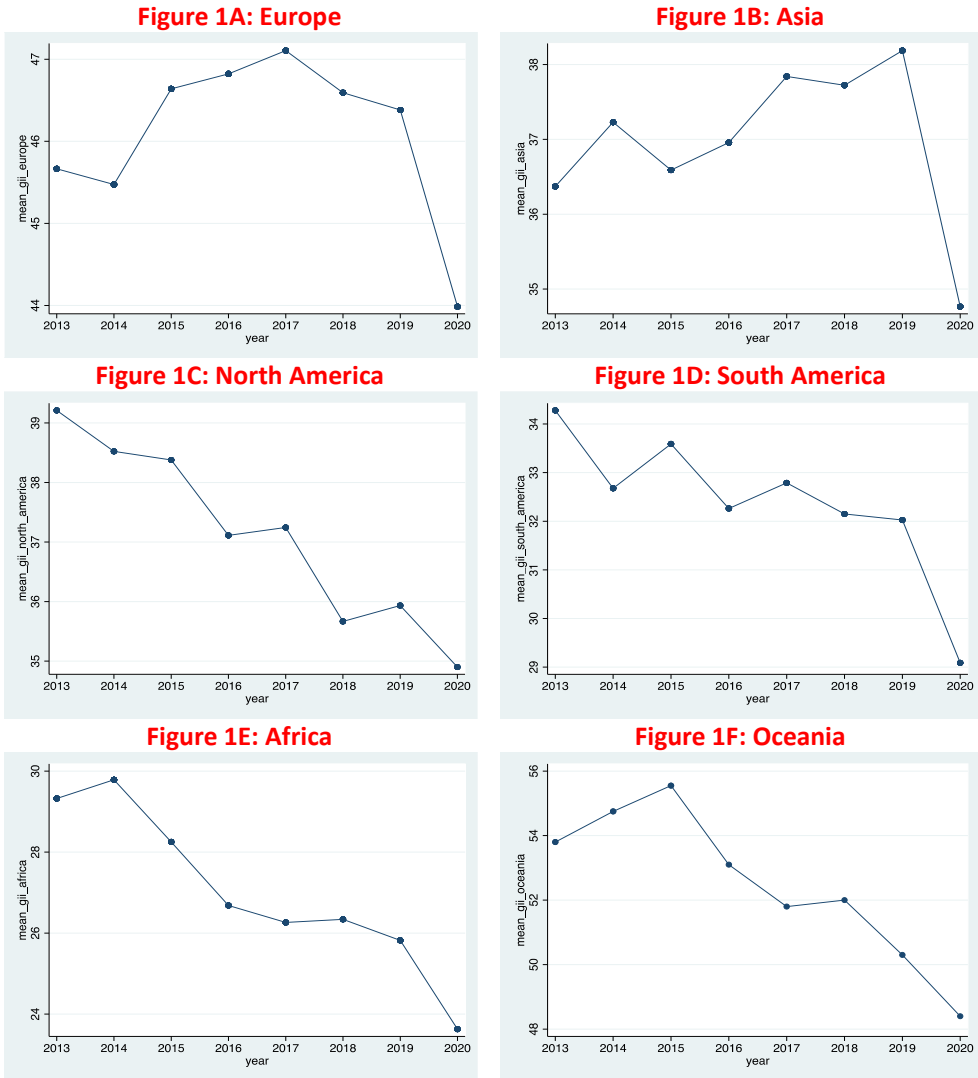 Figure 1A: Europe
mean_gii_europe
47
46
45
44
2013 2014 2015 2016 2017 2018 2019 2020
year
Figure 1B: Asia
mean_gii_asia
38
37
36
35
2013 2014 2015 2016 2017 2018 2019 2020
year
Figure 1C: North America
mean_gii_north_america
39
38
37
36
35
2013 2014 2015 2016 2017 2018 2019 2020
year
Figure 1D: South America
mean_gii_south_america
34
33
32
31
30
29
2013 2014 2015 2016 2017 2018 2019 2020
year
Figure 1E: Africa
mean_gii_africa
30
28
26
24
2013 2014 2015 2016 2017 2018 2019 2020
year
Figure 1F: Oceania
mean_gii_oceania
56
54
52
50
48
2013 2014 2015 2016 2017 2018 2019 2020
year